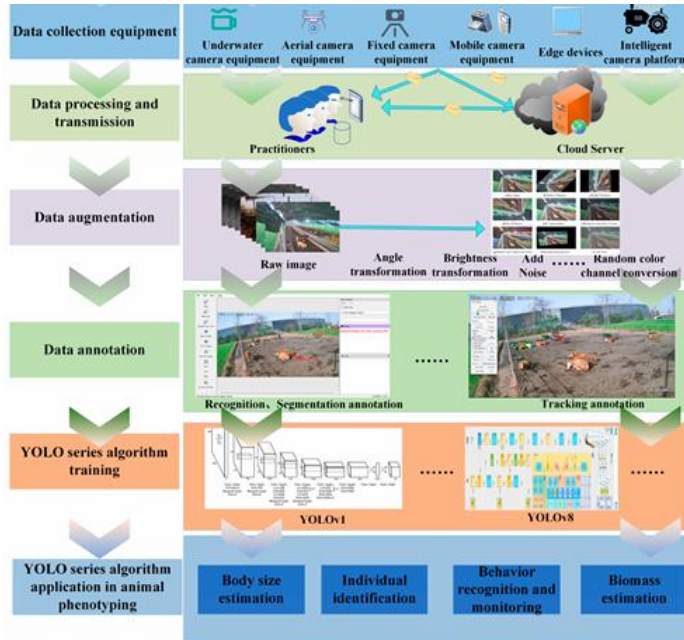 Data collection equipment
Underwater
camera equipment
Aerial camera
equipment
Fixed camera
equipment
Mobile camera
equipment
Edge devices
Intelligent
camera platform
Data processing and
transmission
Practitioners
Cloud Server
Data augmentation
Raw image
Angle
transformation
Brightness
transformation
Add
Noise
......
Random color
channel conversion
Data annotation
......
Recognition、Segmentation annotation
Tracking annotation
YOLO series algorithm
training
......
......
YOLOv1
YOLOv8
YOLO series algorithm
application in animal
phenotyping
Body size
estimation
Individual
identification
Behavior
recognition and
monitoring
Biomass
estimation